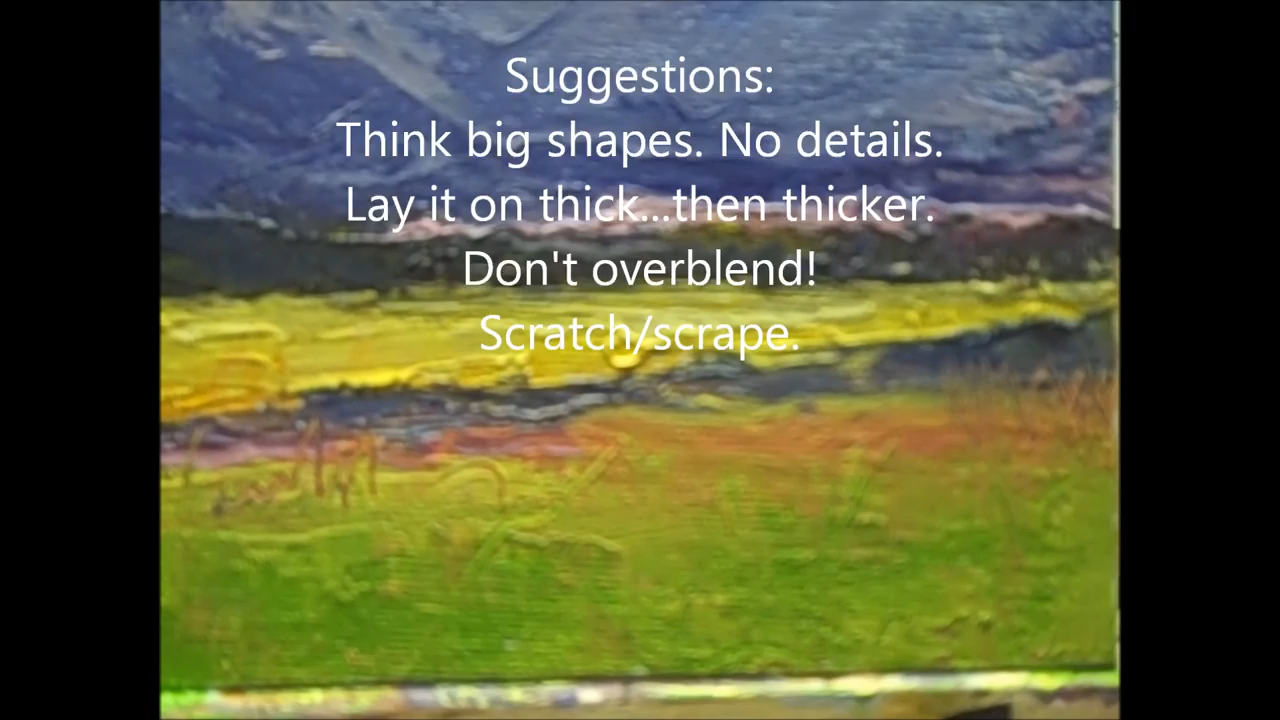 Suggestions:
Think big shapes. No details.
Lay it on thick...then thicker.
Don't overblend!
Scratch/scrape.